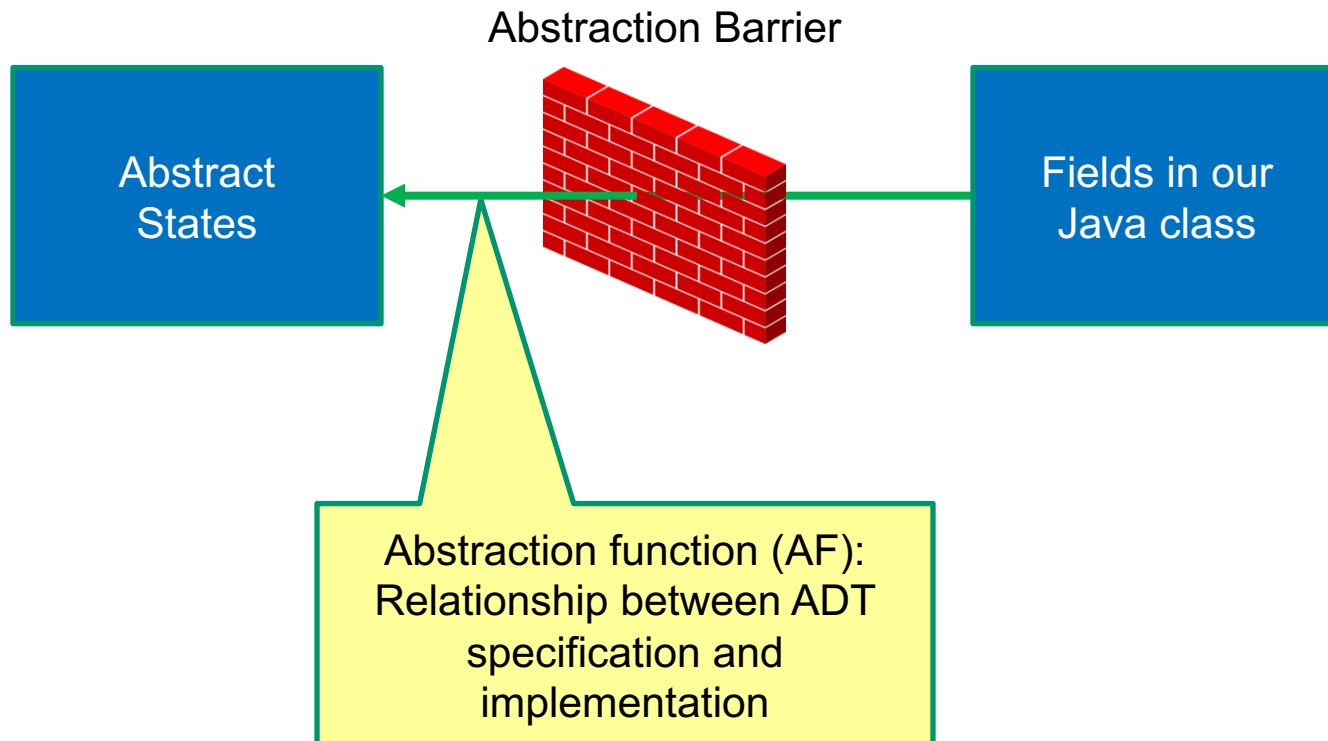 Abstraction Barrier
Abstract
States
Fields in our
Java class
Abstraction function (AF):
Relationship between ADT
specification and
implementation